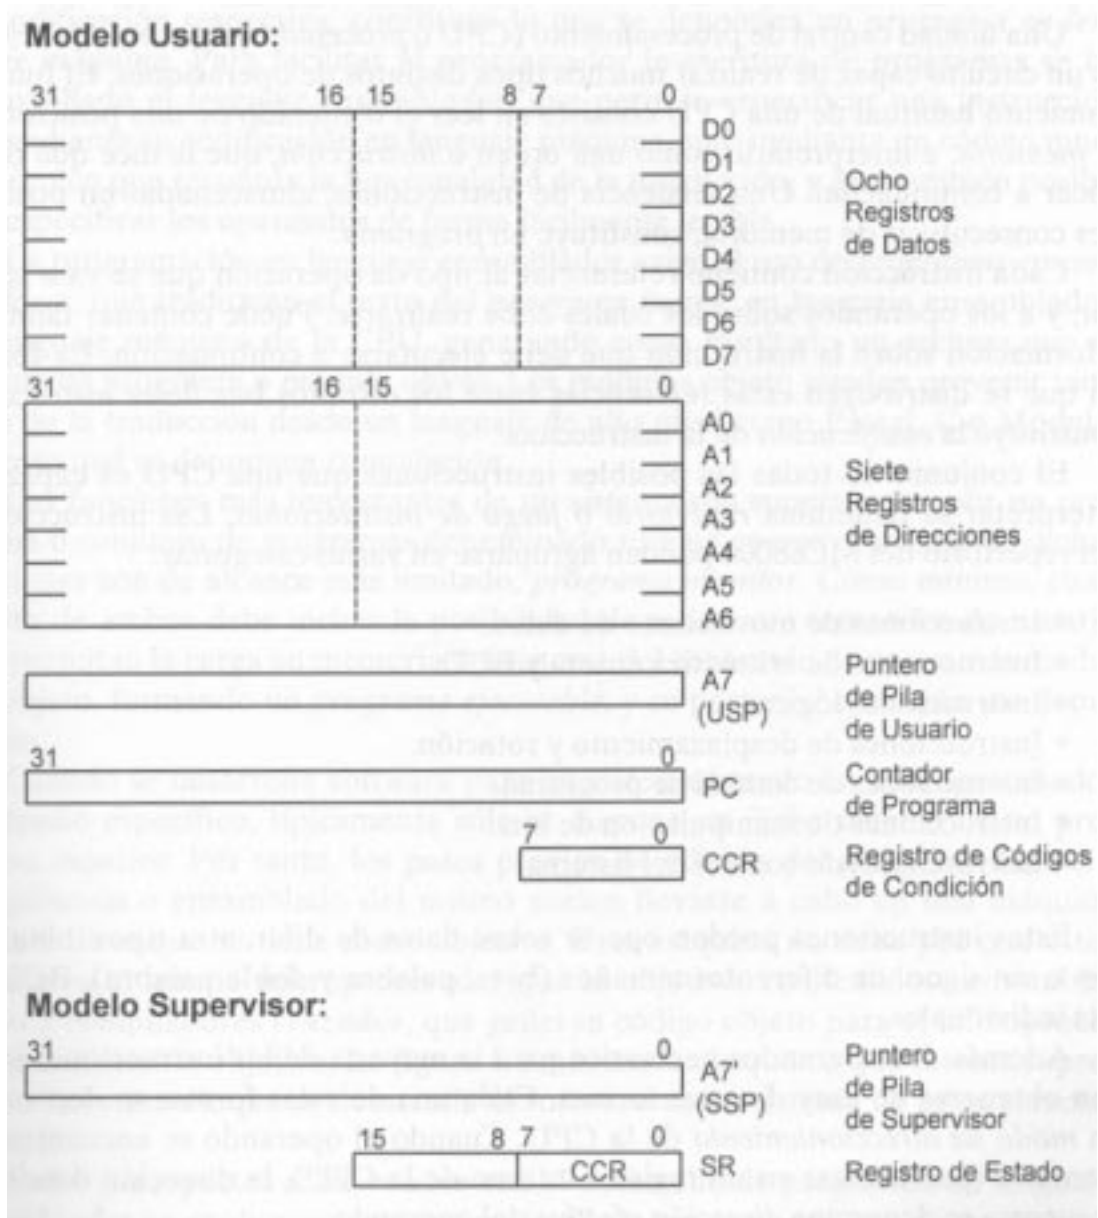 Modelo Usuario:
31 16 15 8 7 0
D0
D1
D2
D3
D4
D5
D6
D7
Ocho
Registros
de Datos
31 16 15 0
A0
A1
A2
A3
A4
A5
A6
Siete
Registros
de Direcciones
A7
(USP)
Puntero
de Pila
de Usuario
31 0
PC
Contador
de Programa
7 0
CCR
Registro de Códigos
de Condición
Modelo Supervisor:
31 0
A7'
(SSP)
Puntero
de Pila
de Supervisor
15 8 7 0
CCR
SR
Registro de Estado